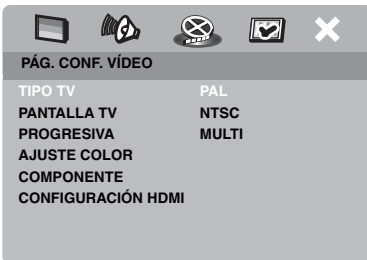 PÁG. CONF. VÍDEO
TIPO TV PAL
PANTALLA TV NTSC
PROGRESIVA MULTI
AJUSTE COLOR
COMPONENTE
CONFIGURACIÓN HDMI